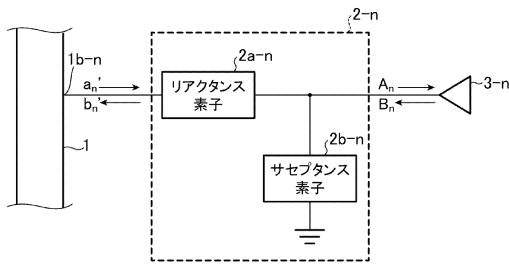 2-n
1b-n
2a-n
an'
bn'
リアクタンス
素子
An
Bn
3-n
1
2b-n
サセプタンス
素子